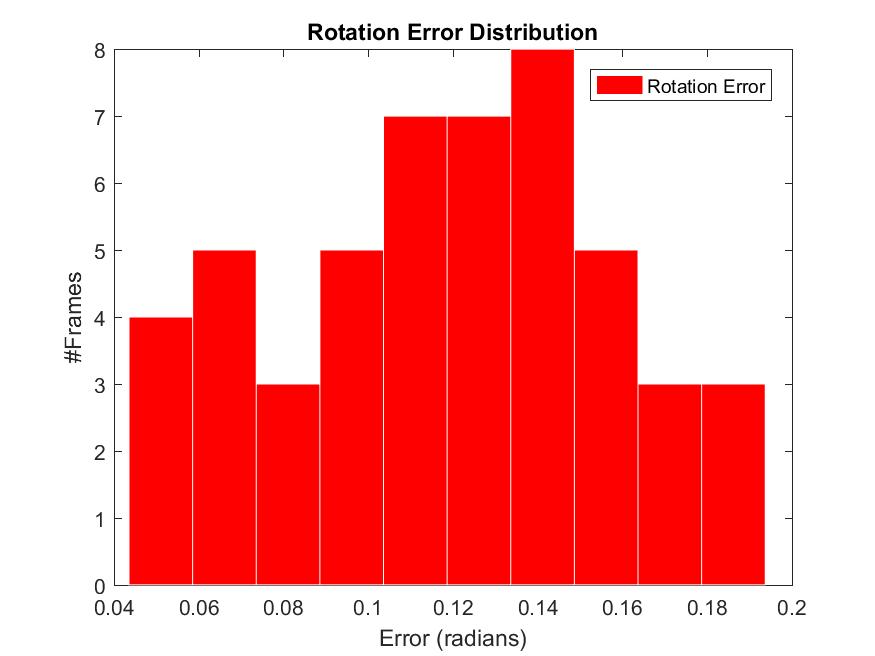 Rotation Error Distribution
Rotation Error
8
7
6
5
4
3
2
1
0
#Frames
0.04 0.06 0.08 0.1 0.12 0.14 0.16 0.18 0.2
Error (radians)